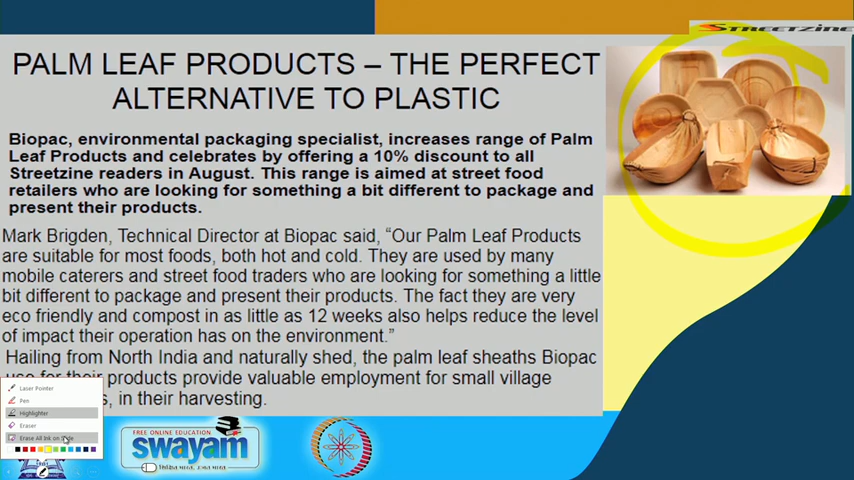 STREETZINE
PALM LEAF PRODUCTS – THE PERFECT
ALTERNATIVE TO PLASTIC
Biopac, environmental packaging specialist, increases range of Palm
Leaf Products and celebrates by offering a 10% discount to all
Streetzine readers in August. This range is aimed at street food
retailers who are looking for something a bit different to package and
present their products.
Mark Brigden, Technical Director at Biopac said, “Our Palm Leaf Products
are suitable for most foods, both hot and cold. They are used by many
mobile caterers and street food traders who are looking for something a little
bit different to package and present their products. The fact they are very
eco friendly and compost in as little as 12 weeks also helps reduce the level
of impact their operation has on the environment.”
Hailing from North India and naturally shed, the palm leaf sheaths Biopac
their products provide valuable employment for small village
, in their harvesting.
Laser Pointer
Pen
Highlighter
Eraser
Erase All Ink on Slide
FREE ONLINE EDUCATION
swayam